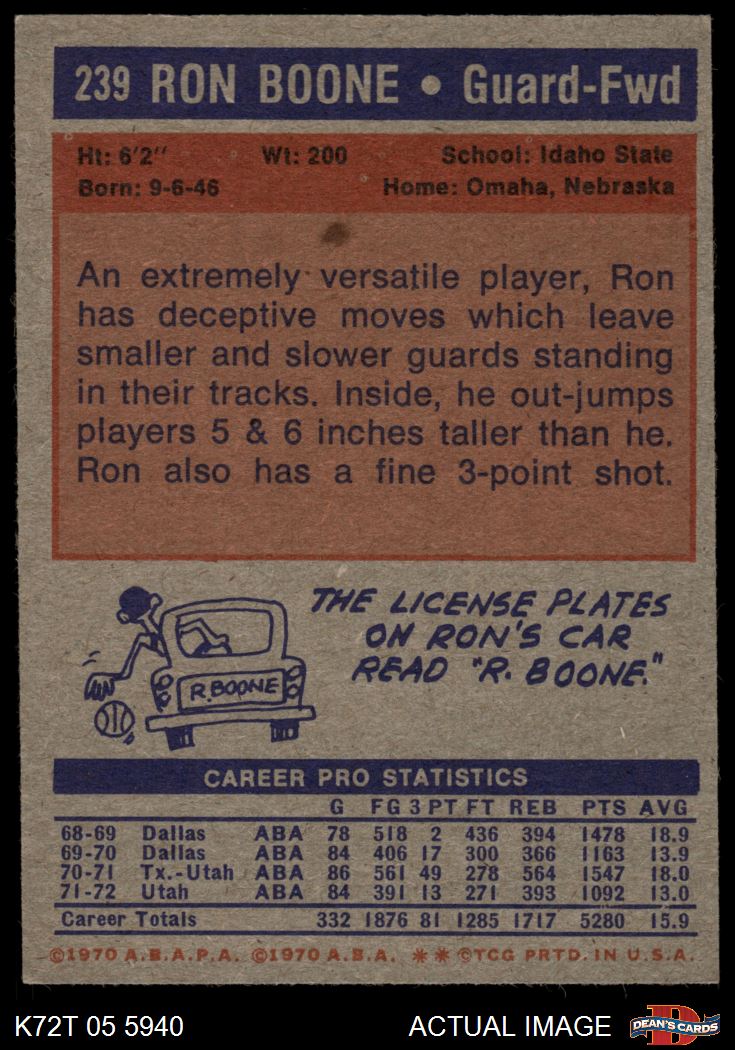 239 RON BOONE • Guard-Fwd
Ht: 6'2" Wt: 200 School: Idaho State
Born: 9-6-46 Home: Omaha, Nebraska
An extremely versatile player, Ron
has deceptive moves which leave
smaller and slower guards standing
in their tracks. Inside, he out-jumps
players 5 & 6 inches taller than he.
Ron also has a fine 3-point shot.
THE LICENSE PLATES
ON RON'S CAR
READ "R. BOONE."
R. BOONE
CAREER PRO STATISTICS
G FG 3 PT FT REB PTS AVG
68-69 Dallas ABA 78 518 2 436 394 1478 18.9
69-70 Dallas ABA 84 406 17 300 366 1163 13.9
70-71 Tx.-Utah ABA 86 561 49 278 564 1547 18.0
71-72 Utah ABA 84 391 13 271 393 1092 13.0
Career Totals 332 1876 81 1285 1717 5280 15.9
©1970 A.B.A.P.A. ©1970 A.B.A. ** ©TCG PRTD. IN U.S.A.
K72T 05 5940 ACTUAL IMAGE DEAN'S CARDS